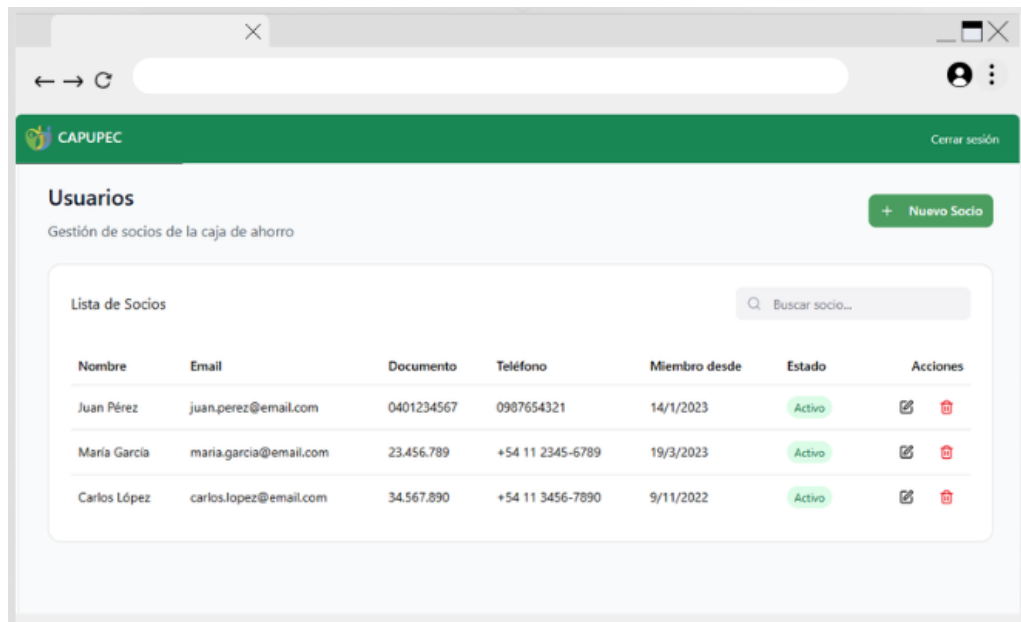 CAPUPEC Cerrar sesión
Usuarios
+ Nuevo Socio
Gestión de socios de la caja de ahorro
Lista de Socios
Buscar socio...
Nombre Email Documento Teléfono Miembro desde Estado Acciones
Juan Pérez juan.perez@email.com 0401234567 0987654321 14/1/2023 Activo
María García maria.garcia@email.com 23.456.789 +54 11 2345-6789 19/3/2023 Activo
Carlos López carlos.lopez@email.com 34.567.890 +54 11 3456-7890 9/11/2022 Activo